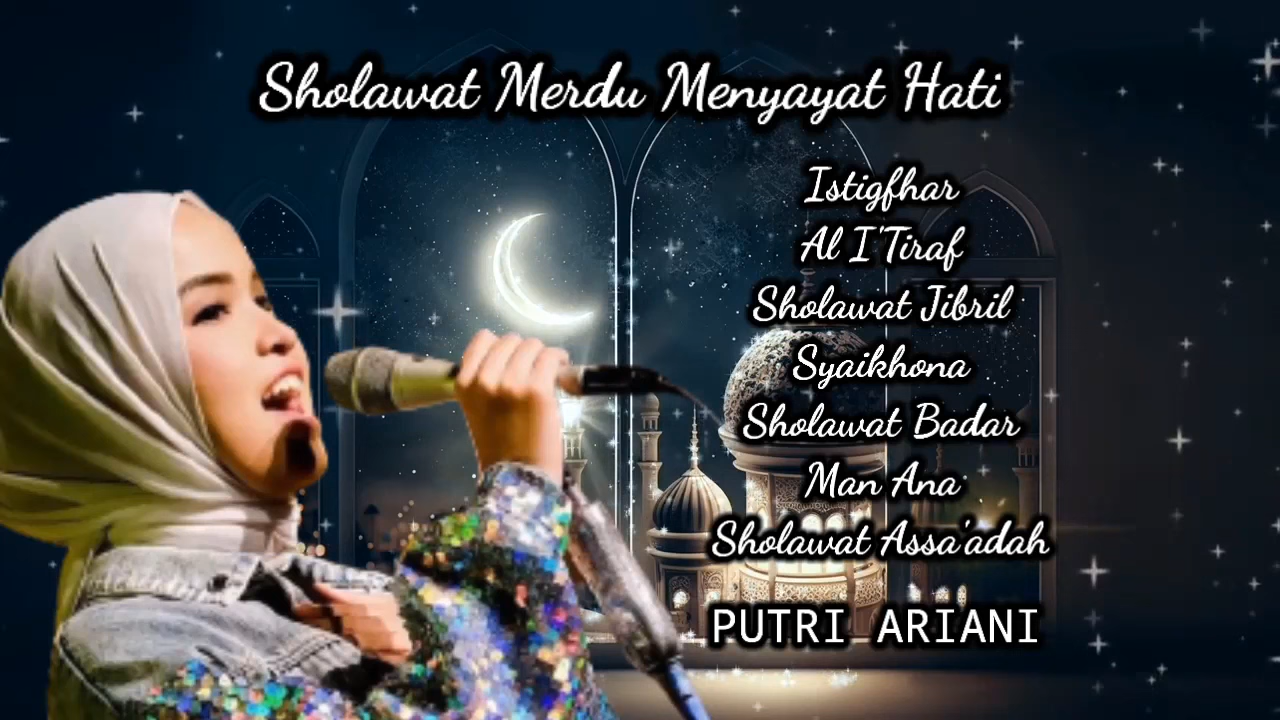 Sholawat Merdu Menyayat Hati
Istigfhar
Al I'Tiraf
Sholawat Jibril
Syaikhona
Sholawat Badar
Man Ana
Sholawat Assa'adah
PUTRI ARIANI